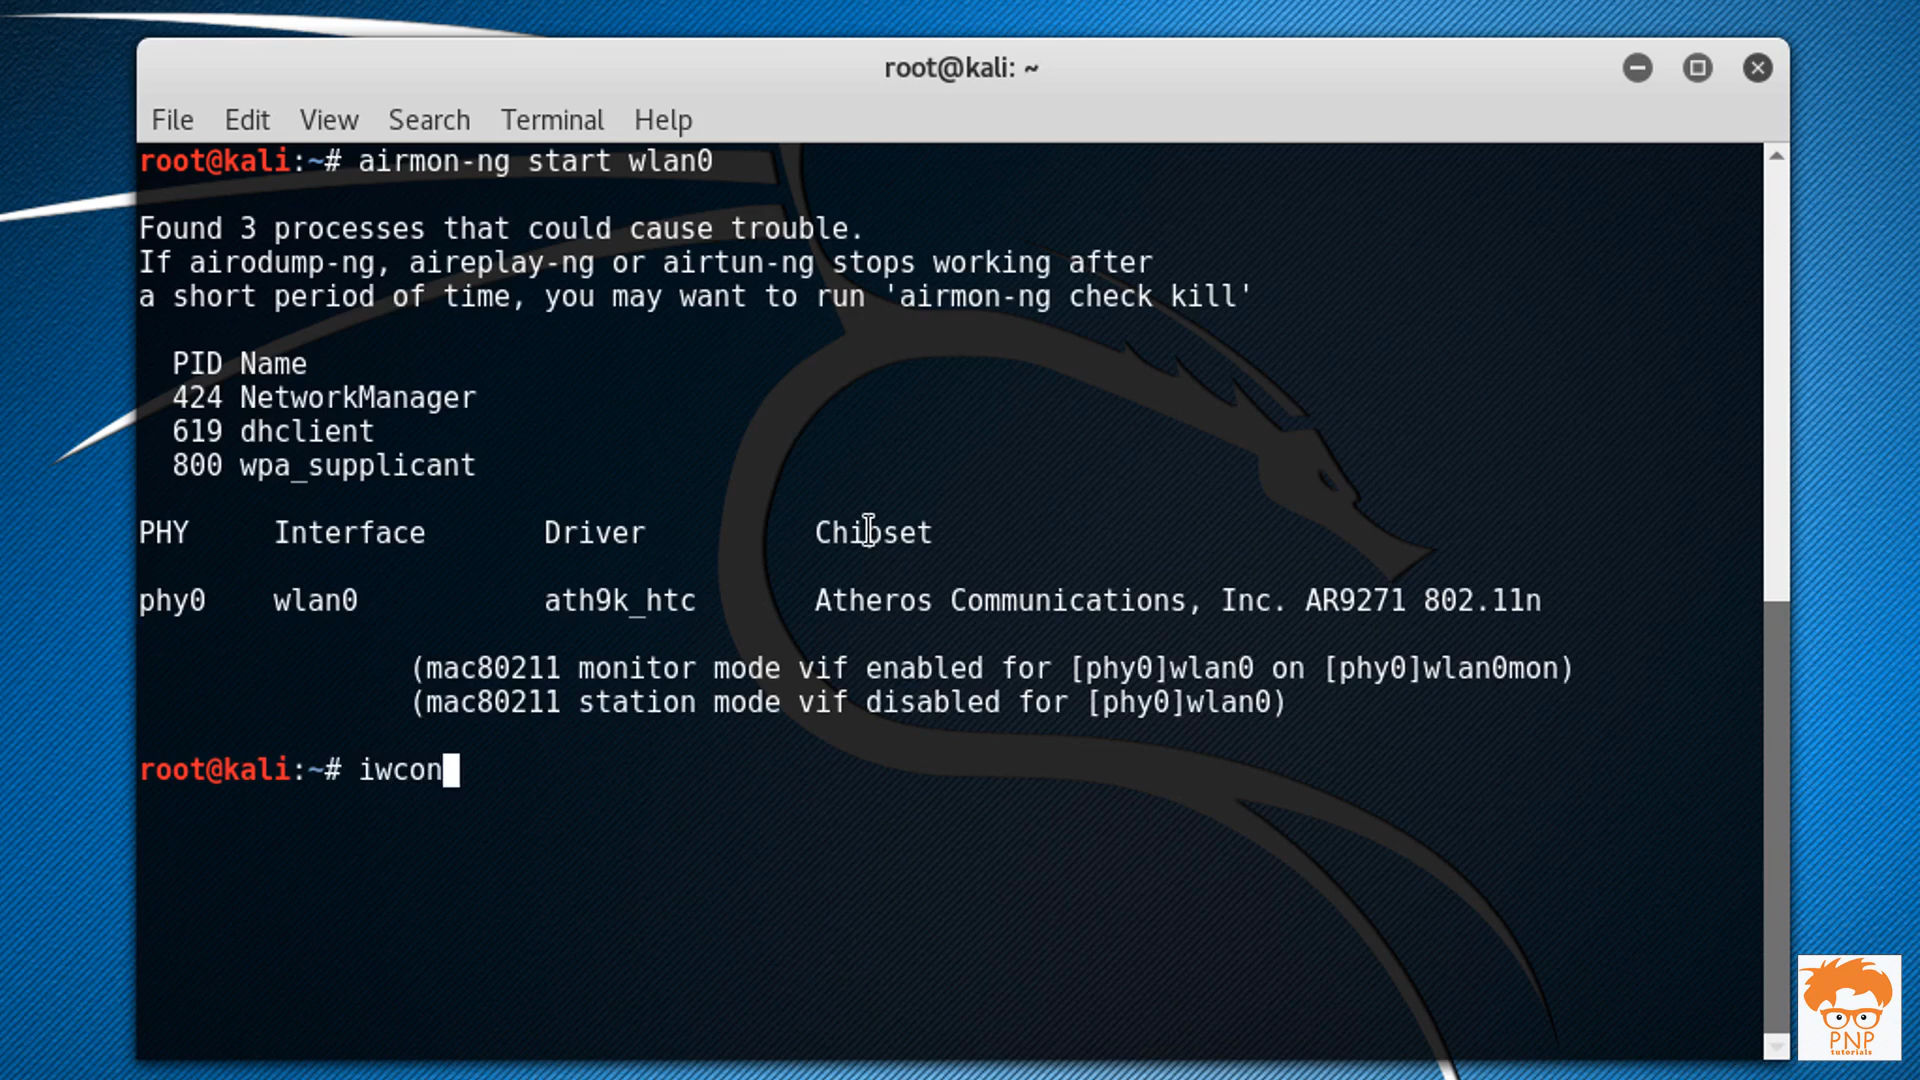 root@kali: ~
File Edit View Search Terminal Help
root@kali:~# airmon-ng start wlan0
Found 3 processes that could cause trouble.
If airodump-ng, aireplay-ng or airtun-ng stops working after
a short period of time, you may want to run 'airmon-ng check kill'
PID Name
424 NetworkManager
619 dhclient
800 wpa_supplicant
PHY Interface Driver Chipset
phy0 wlan0 ath9k_htc Atheros Communications, Inc. AR9271 802.11n
(mac80211 monitor mode vif enabled for [phy0]wlan0 on [phy0]wlan0mon)
(mac80211 station mode vif disabled for [phy0]wlan0)
root@kali:~# iwcon
PNP
tutorials